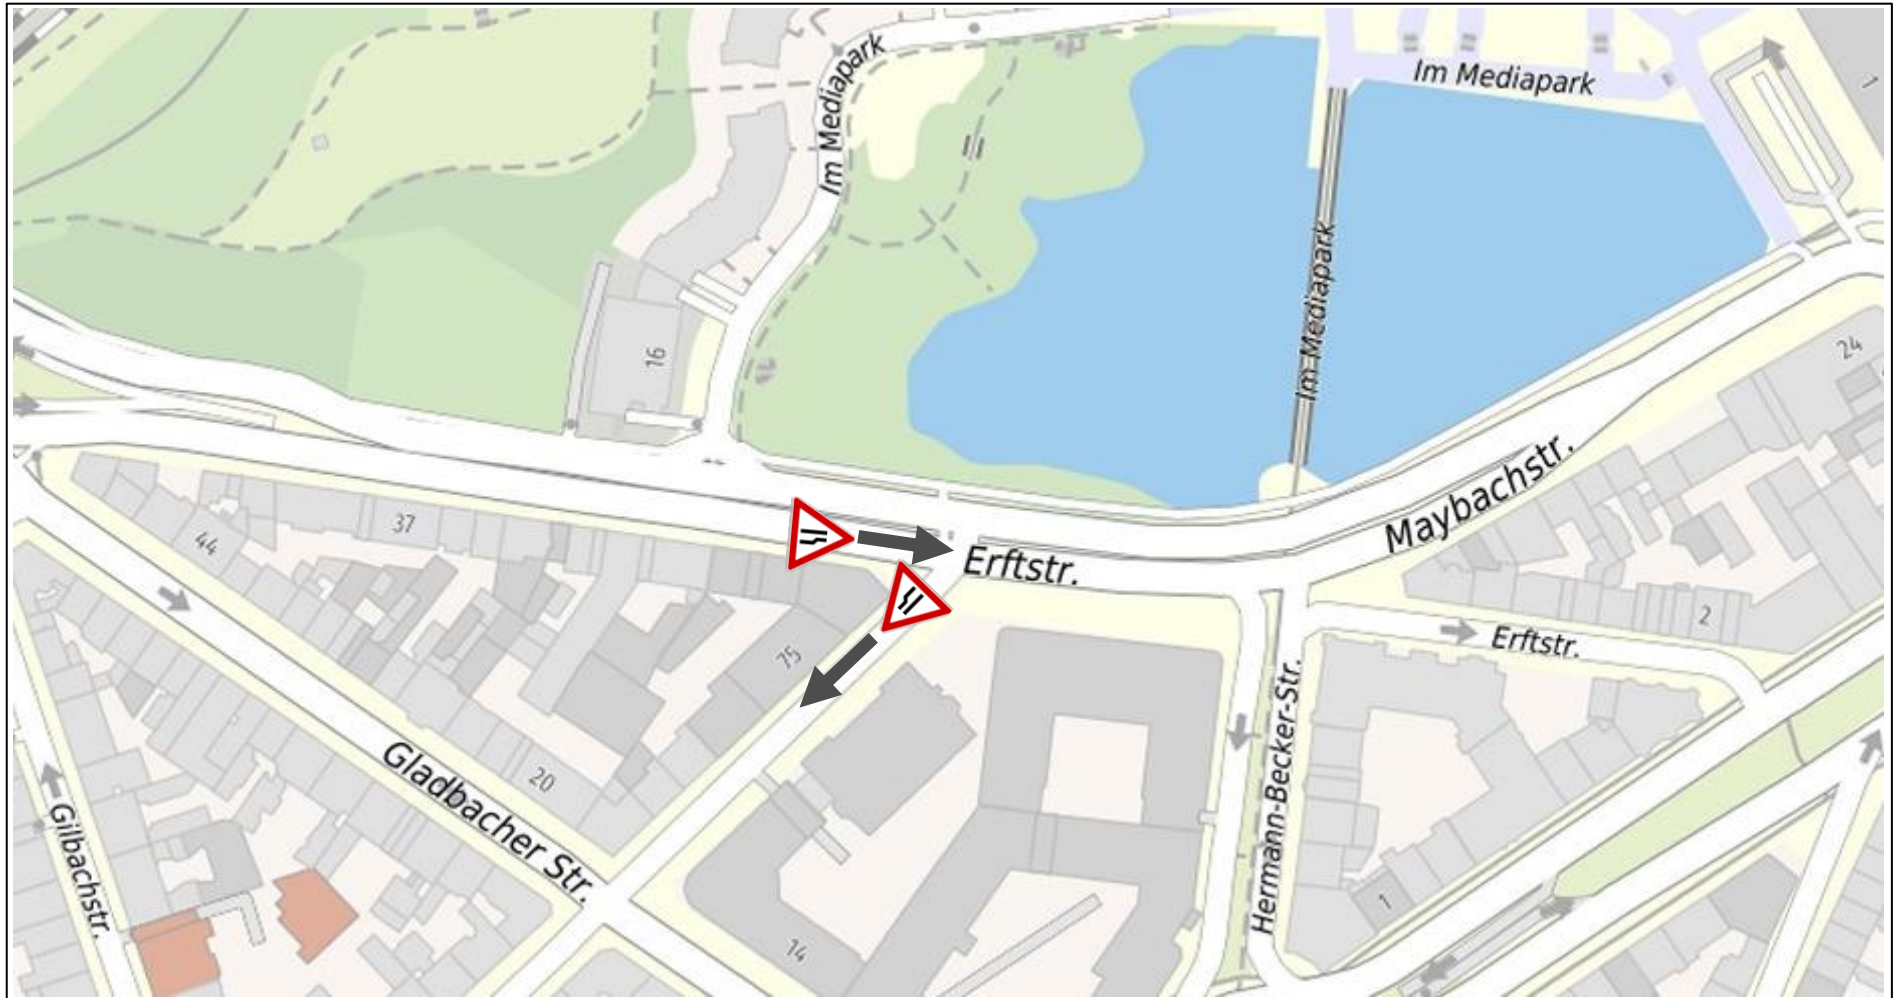 Im Mediapark
Im Mediapark
1
Im Mediapark
16
24
37
44
Erftstr.
Maybachstr.
2
Erftstr.
75
Gladbacher Str.
20
Hermann-Becker-Str.
Gilbachstr.
14
1